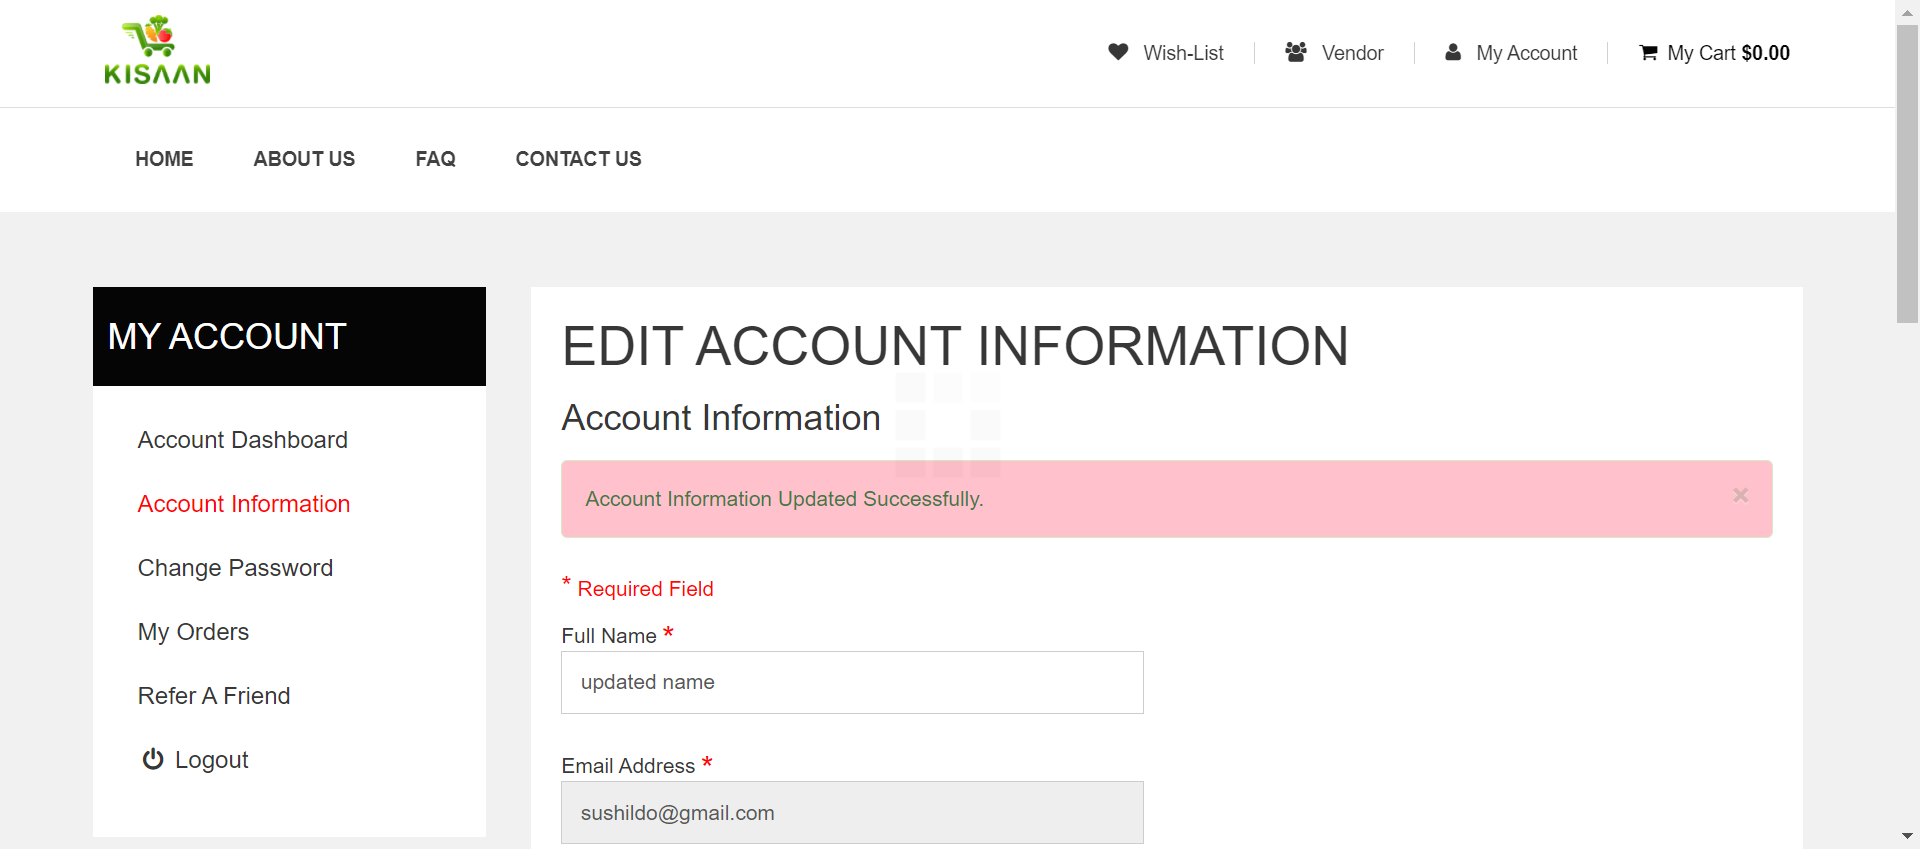 KISAAN
Wish-List
Vendor
My Account
My Cart $0.00
HOME
ABOUT US
FAQ
CONTACT US
MY ACCOUNT
Account Dashboard
Account Information
Change Password
My Orders
Refer A Friend
Logout
EDIT ACCOUNT INFORMATION
Account Information
Account Information Updated Successfully.
×
* Required Field
Full Name *
updated name
Email Address *
sushildo@gmail.com